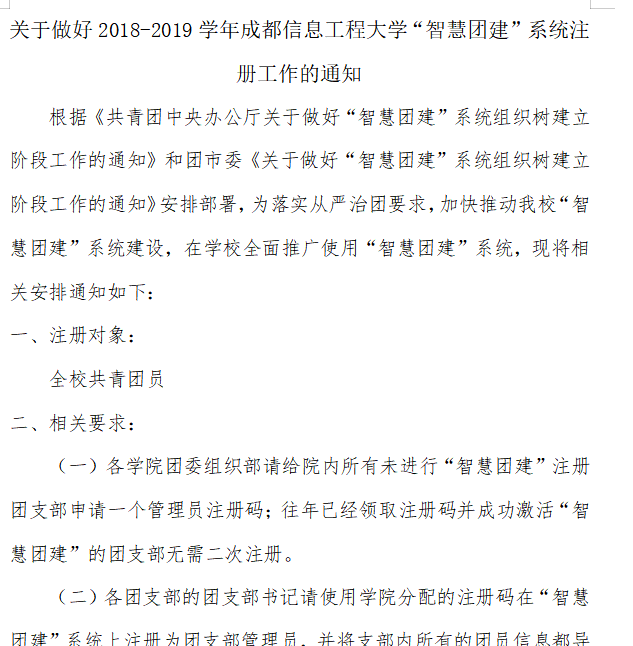 关于做好 2018-2019 学年成都信息工程大学“智慧团建”系统注
册工作的通知
根据《共青团中央办公厅关于做好“智慧团建”系统组织树建立
阶段工作的通知》和团市委《关于做好“智慧团建”系统组织树建立
阶段工作的通知》安排部署，为落实从严治团要求，加快推动我校“智
慧团建”系统建设，在学校全面推广使用“智慧团建”系统，现将相
关安排通知如下：
一、注册对象：
全校共青团员
二、相关要求：
（一）各学院团委组织部请给院内所有未进行“智慧团建”注册
团支部申请一个管理员注册码；往年已经领取注册码并成功激活“智
慧团建”的团支部无需二次注册。
（二）各团支部的团支部书记请使用学院分配的注册码在“智慧
团建”系统上注册为团支部管理员，并将支部内所有的团员信息都导